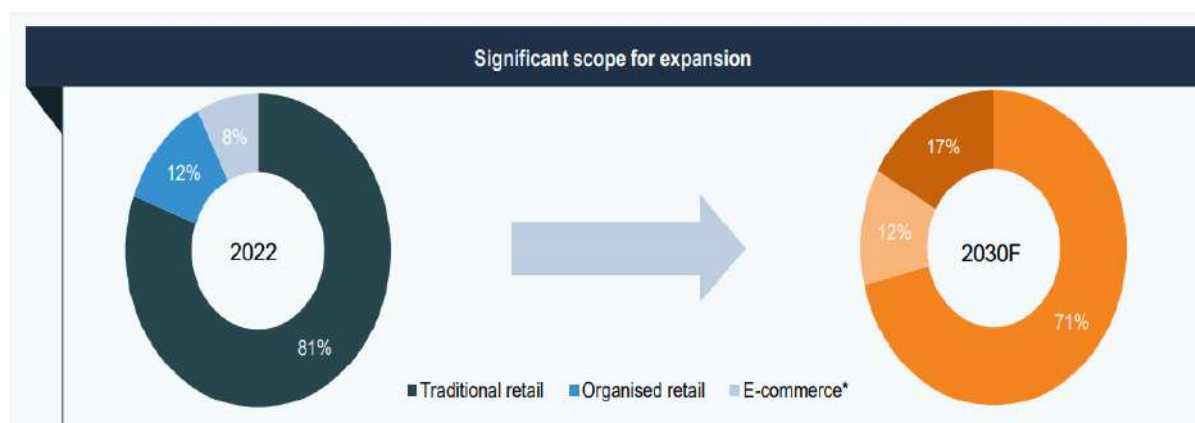 Significant scope for expansion
8%
12%
2022
81%
17%
12%
2030F
71%
Traditional retail Organised retail E-commerce*